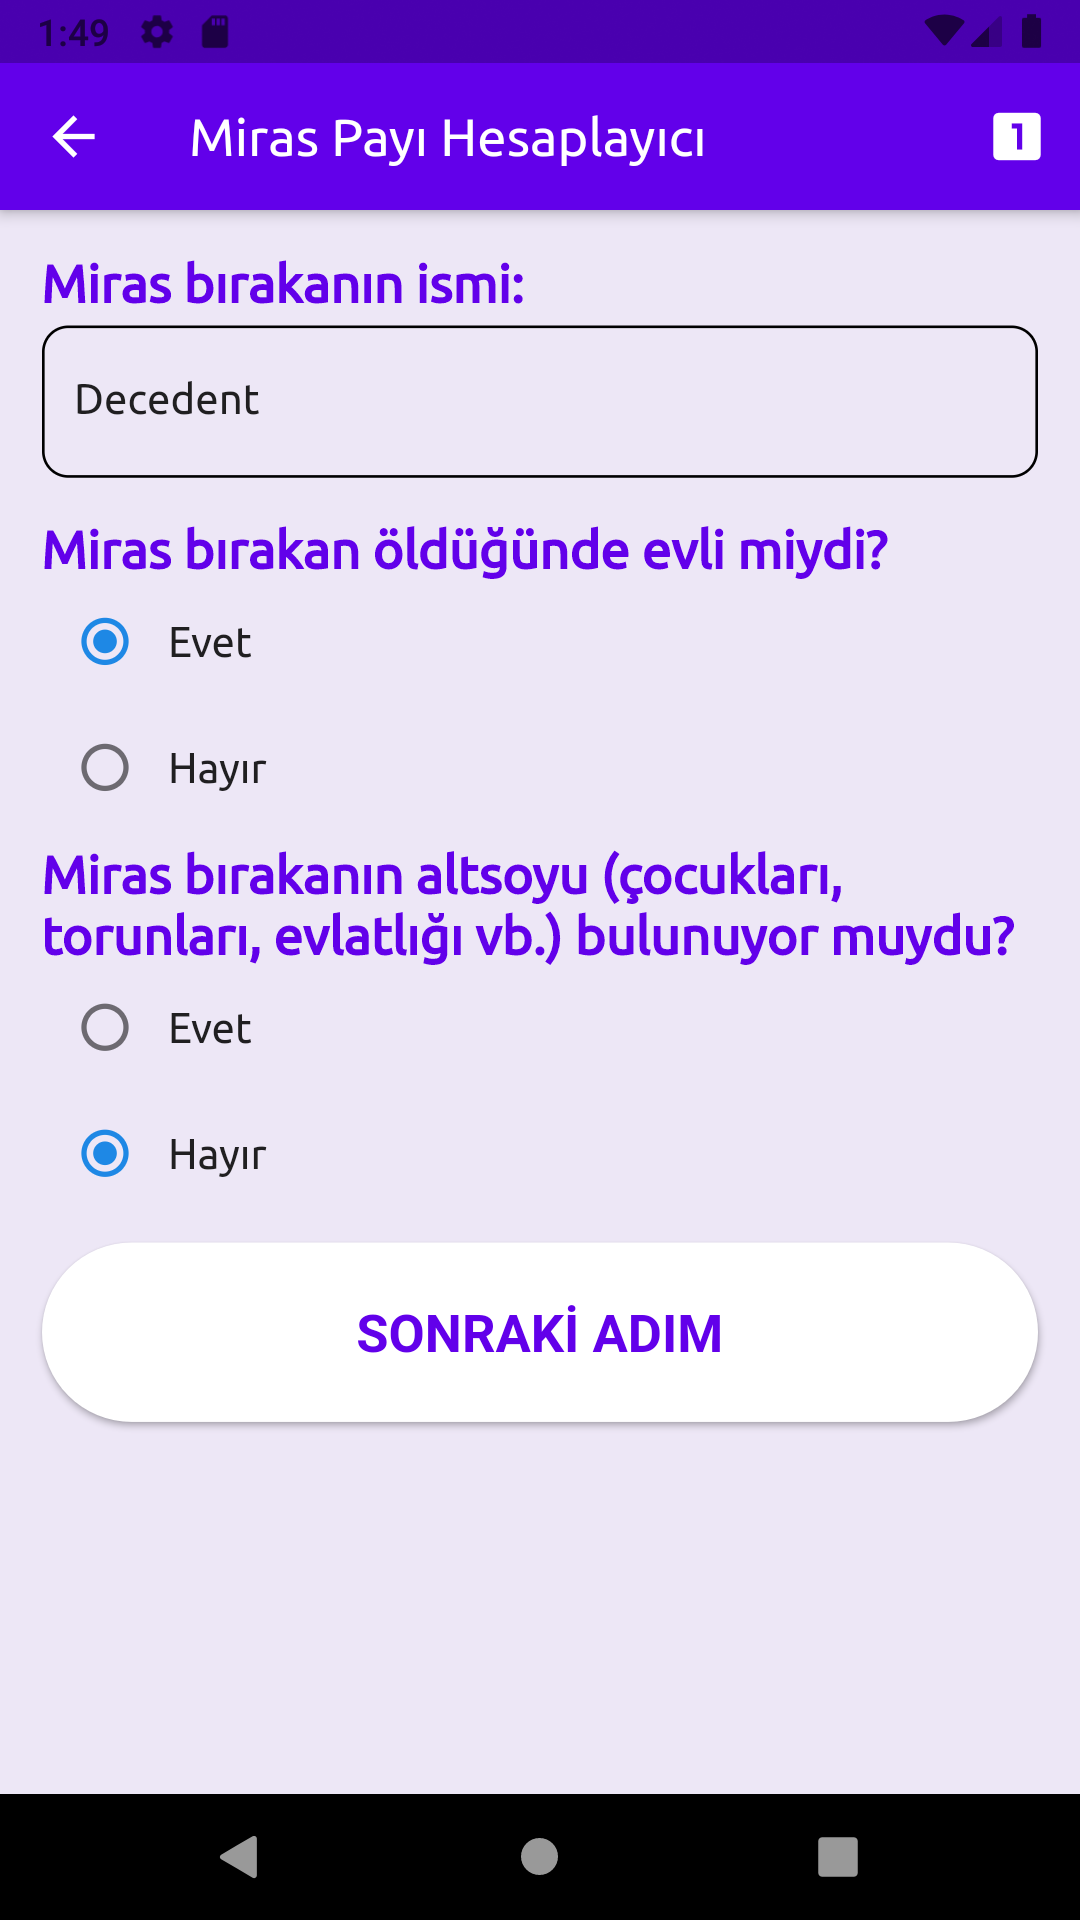 1:49
Miras Payı Hesaplayıcı
1
Miras bırakanın ismi:
Decedent
Miras bırakan öldüğünde evli miydi?
Evet
Hayır
Miras bırakanın altsoyu (çocukları,
torunları, evlatlığı vb.) bulunuyor muydu?
Evet
Hayır
SONRAKİ ADIM